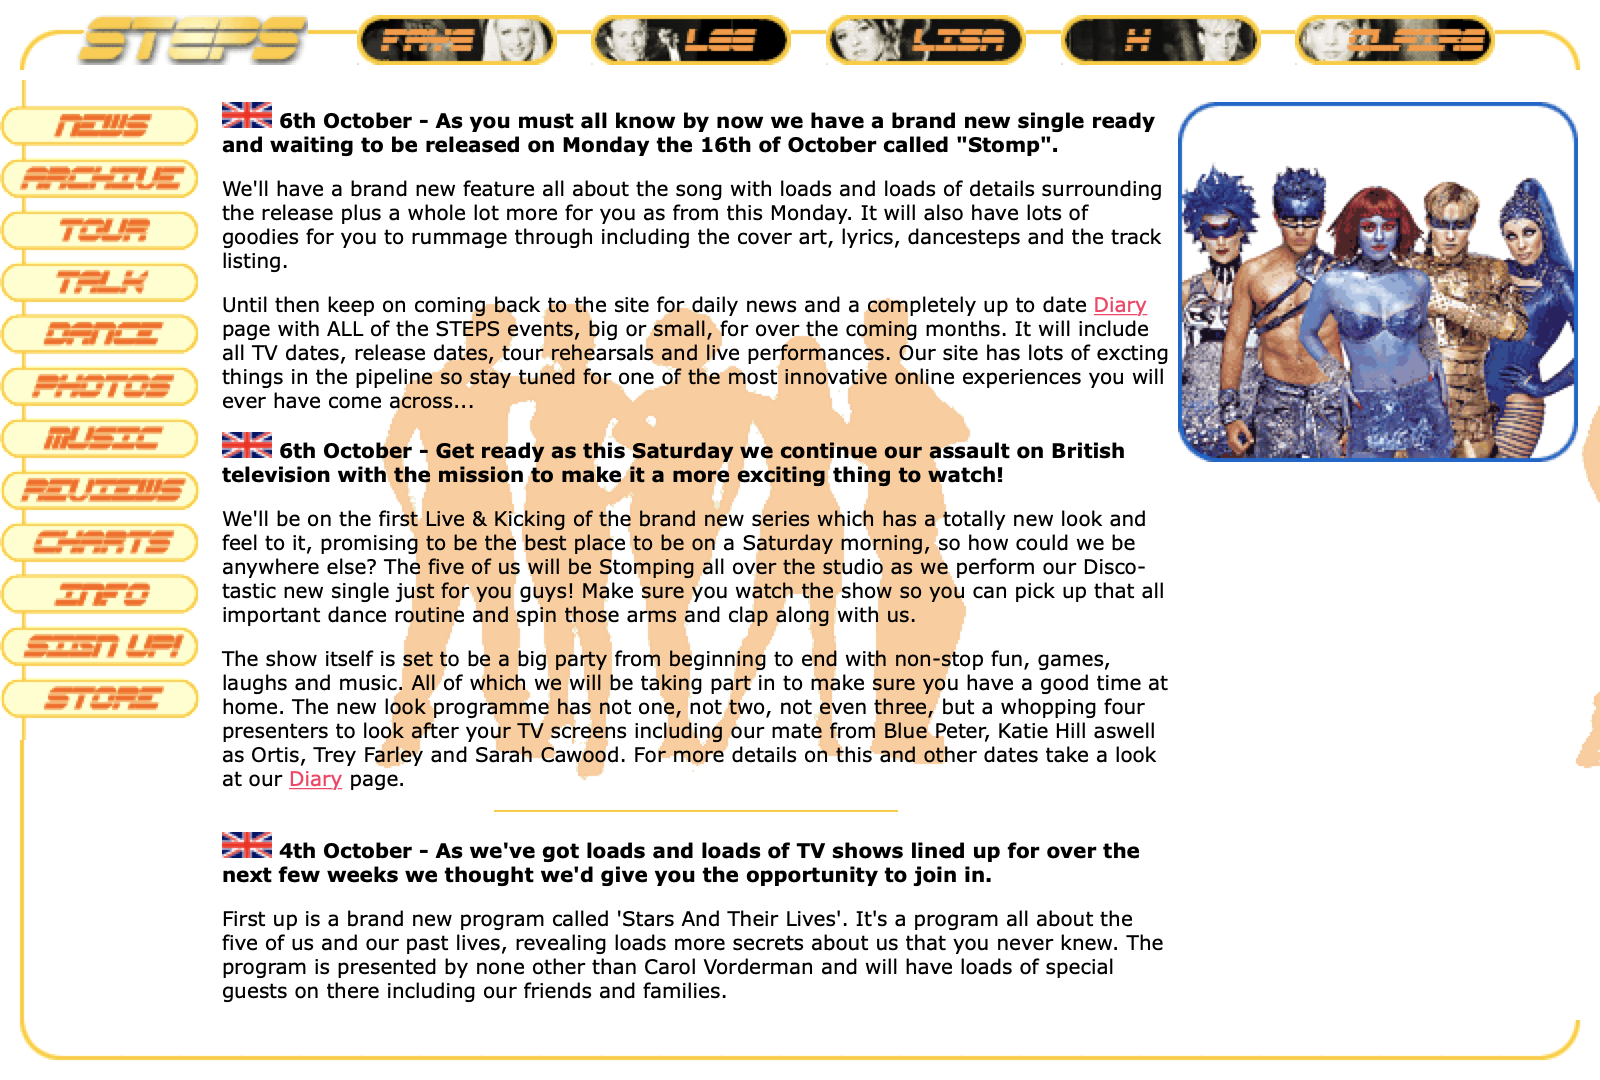 STEPS
FAYE
LEE
LISA
H
CLAIRE
NEWS
ARCHIVE
TOUR
TALK
DANCE
PHOTOS
MUSIC
REVIEWS
CHARTS
INFO
SIGN UP!
STORE
6th October - As you must all know by now we have a brand new single ready
and waiting to be released on Monday the 16th of October called "Stomp".
We'll have a brand new feature all about the song with loads and loads of details surrounding
the release plus a whole lot more for you as from this Monday. It will also have lots of
goodies for you to rummage through including the cover art, lyrics, dancesteps and the track
listing.
Until then keep on coming back to the site for daily news and a completely up to date Diary
page with ALL of the STEPS events, big or small, for over the coming months. It will include
all TV dates, release dates, tour rehearsals and live performances. Our site has lots of excting
things in the pipeline so stay tuned for one of the most innovative online experiences you will
ever have come across...
6th October - Get ready as this Saturday we continue our assault on British
television with the mission to make it a more exciting thing to watch!
We'll be on the first Live & Kicking of the brand new series which has a totally new look and
feel to it, promising to be the best place to be on a Saturday morning, so how could we be
anywhere else? The five of us will be Stomping all over the studio as we perform our Disco-
tastic new single just for you guys! Make sure you watch the show so you can pick up that all
important dance routine and spin those arms and clap along with us.
The show itself is set to be a big party from beginning to end with non-stop fun, games,
laughs and music. All of which we will be taking part in to make sure you have a good time at
home. The new look programme has not one, not two, not even three, but a whopping four
presenters to look after your TV screens including our mate from Blue Peter, Katie Hill aswell
as Ortis, Trey Farley and Sarah Cawood. For more details on this and other dates take a look
at our Diary page.
4th October - As we've got loads and loads of TV shows lined up for over the
next few weeks we thought we'd give you the opportunity to join in.
First up is a brand new program called 'Stars And Their Lives'. It's a program all about the
five of us and our past lives, revealing loads more secrets about us that you never knew. The
program is presented by none other than Carol Vorderman and will have loads of special
guests on there including our friends and families.